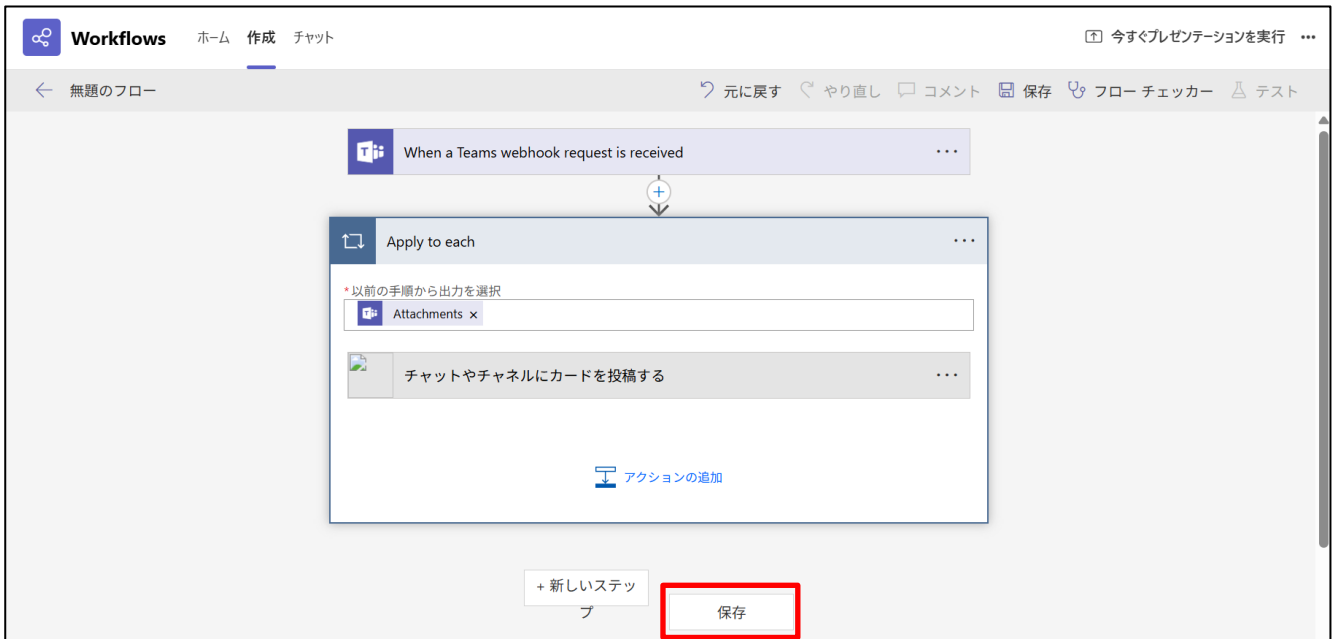 Workflows ホーム 作成 チャット 今すぐプレゼンテーションを実行 •••
無題のフロー 元に戻す やり直し コメント 保存 フロー チェッカー テスト
When a Teams webhook request is received
Apply to each
*以前の手順から出力を選択
Attachments ×
チャットやチャネルにカードを投稿する
アクションの追加
+ 新しいステッ
プ
保存